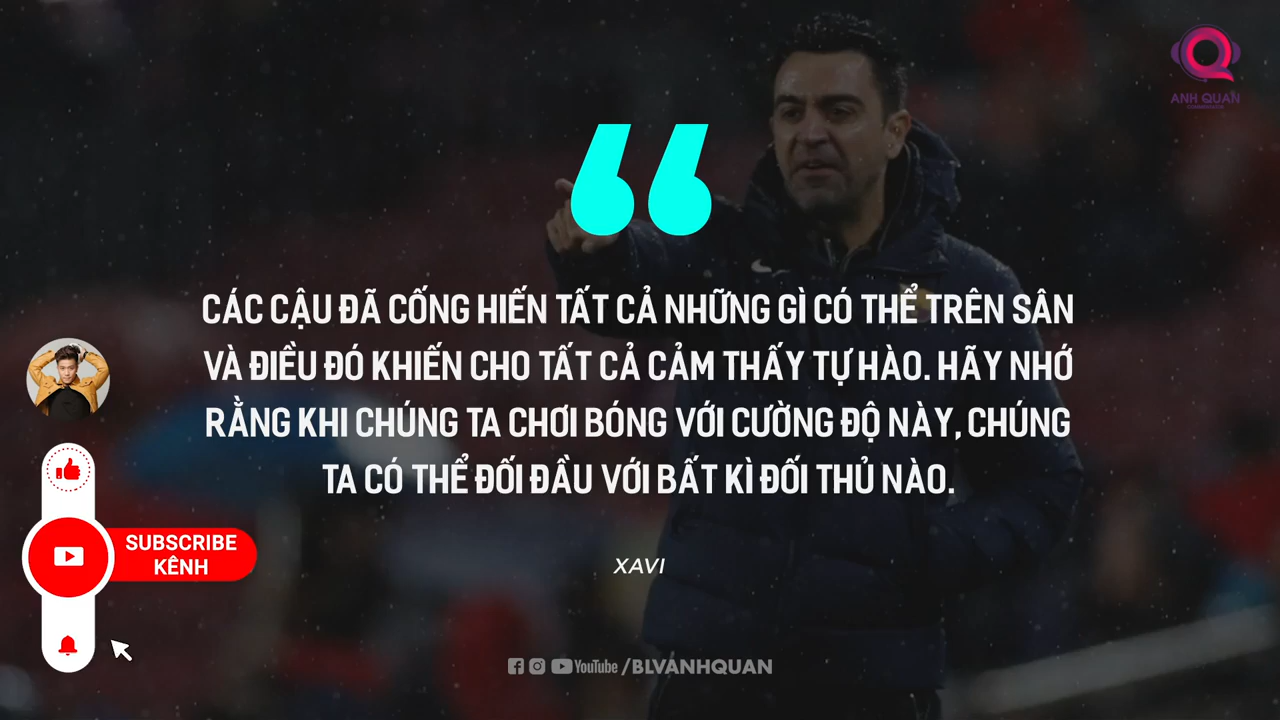 ANH QUAN
CÁC CẬU ĐÃ CỐNG HIẾN TẤT CẢ NHỮNG GÌ CÓ THỂ TRÊN SÂN
VÀ ĐIỀU ĐÓ KHIẾN CHO TẤT CẢ CẢM THẤY TỰ HÀO. HÃY NHỚ
RẰNG KHI CHÚNG TA CHƠI BÓNG VỚI CƯỜNG ĐỘ NÀY, CHÚNG
TA CÓ THỂ ĐỐI ĐẦU VỚI BẤT KÌ ĐỐI THỦ NÀO.
XAVI
SUBSCRIBE
KÊNH
YouTube /BLVANHQUAN